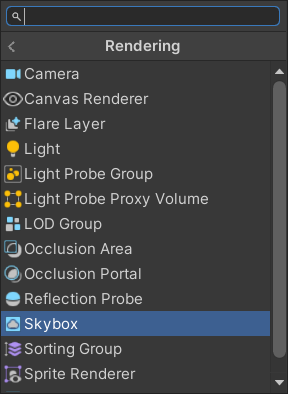 Rendering
Camera
Canvas Renderer
Flare Layer
Light
Light Probe Group
Light Probe Proxy Volume
LOD Group
Occlusion Area
Occlusion Portal
Reflection Probe
Skybox
Sorting Group
Sprite Renderer